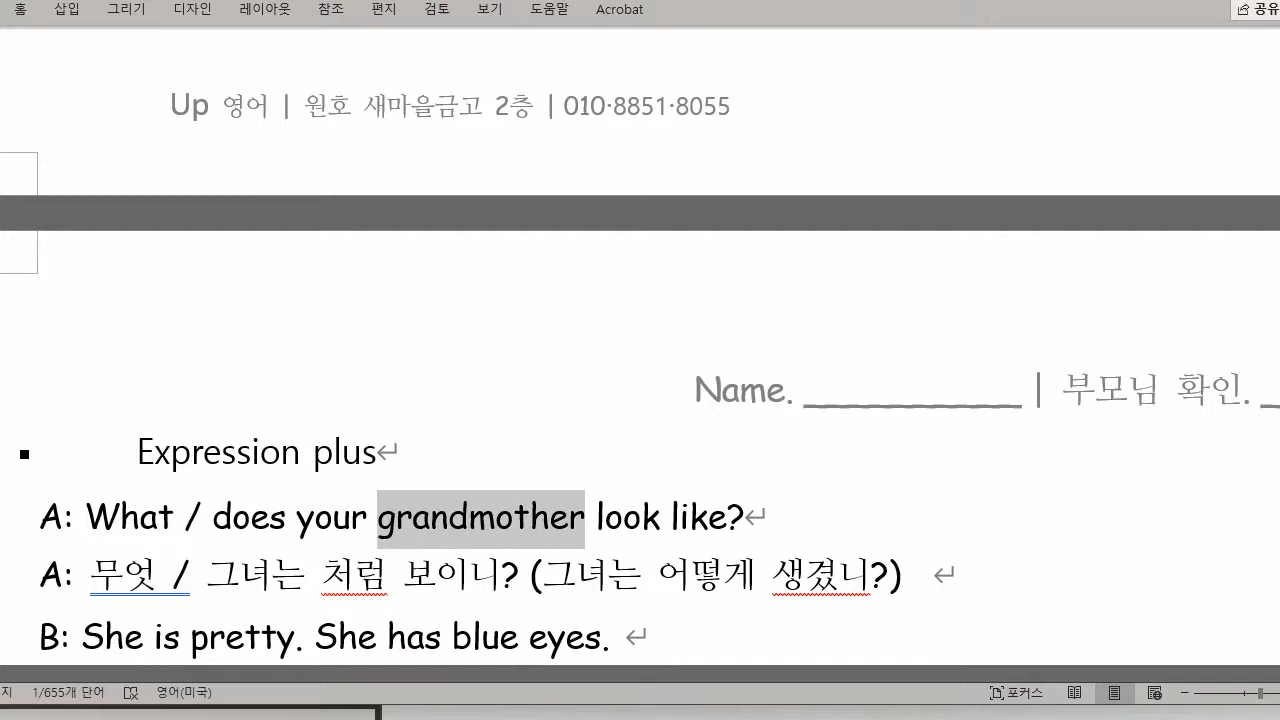 홈 삽입 그리기 디자인 레이아웃 참조 편지 검토 보기 도움말 Acrobat 공유
Up 영어 | 원호 새마을금고 2층 | 010·8851·8055
Name. __________ | 부모님 확인. _
▪ Expression plus↵
A: What / does your grandmother look like?↵
A: 무엇 / 그녀는 처럼 보이니? (그녀는 어떻게 생겼니?) ↵
B: She is pretty. She has blue eyes. ↵
지 1/655개 단어 영어(미국) 포커스